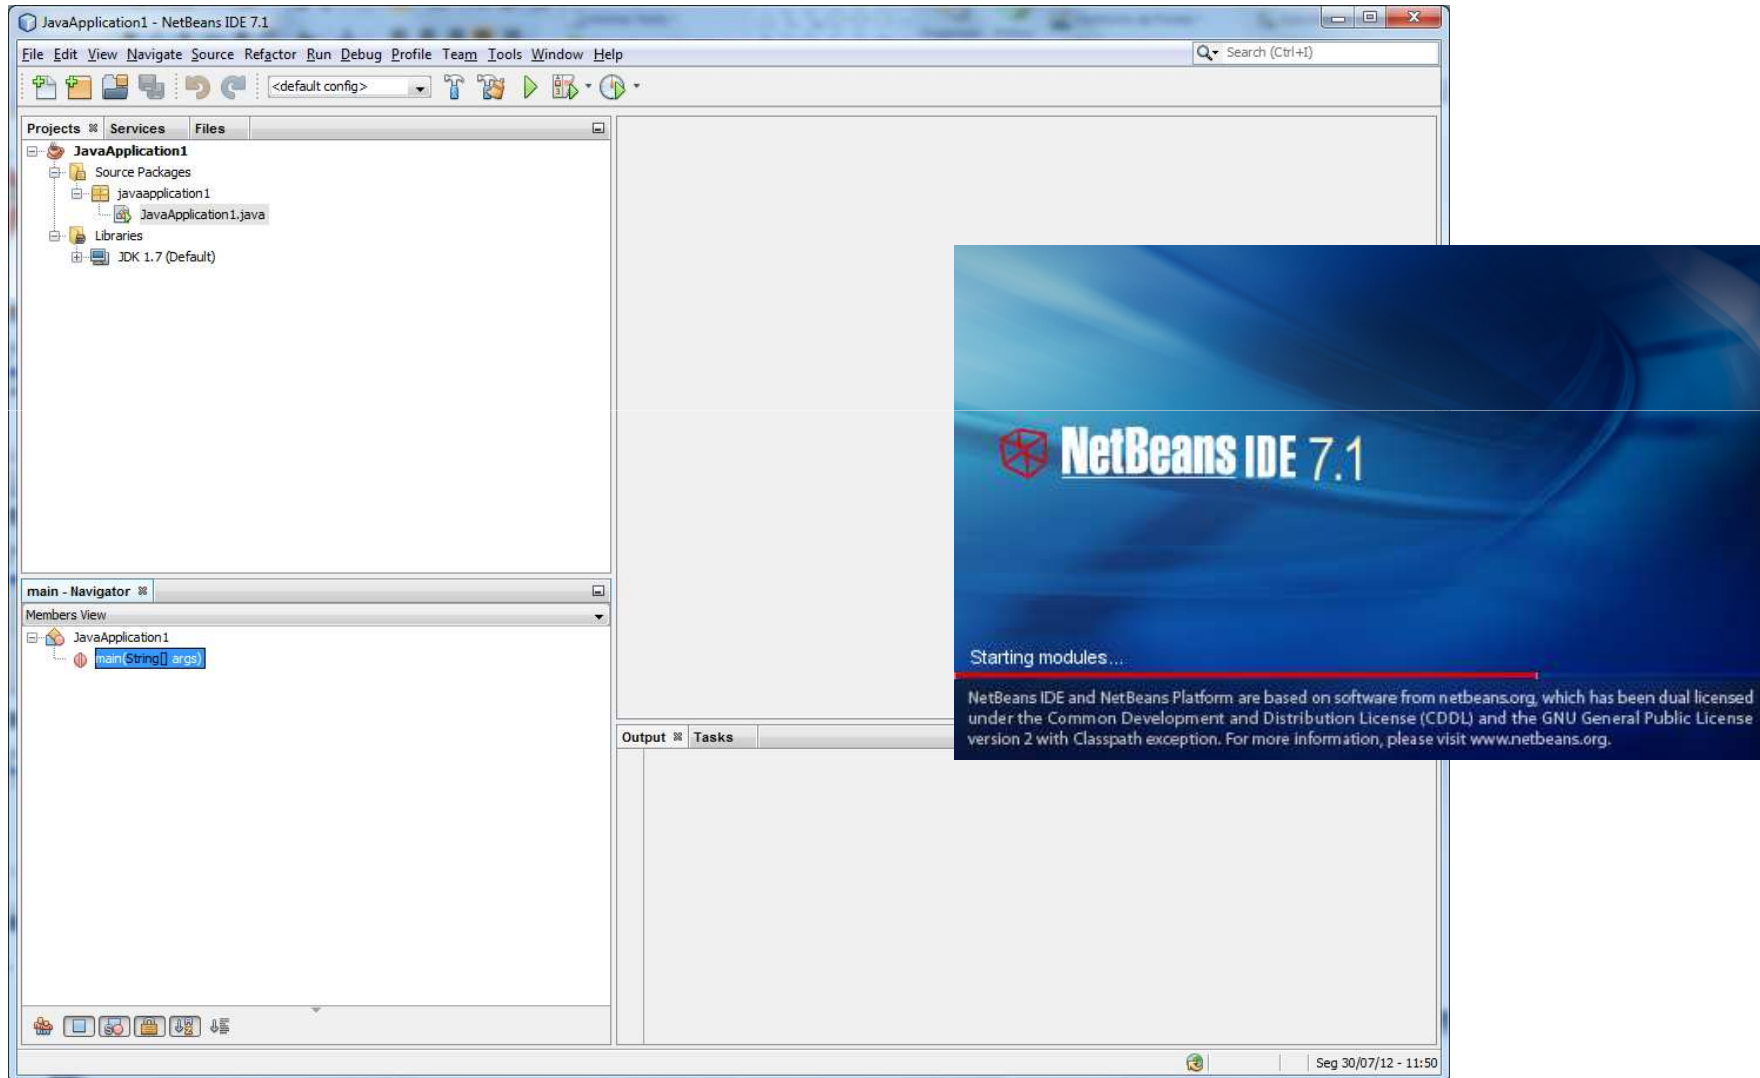 JavaApplication1 - NetBeans IDE 7.1
File Edit View Navigate Source Refactor Run Debug Profile Team Tools Window Help
Search (Ctrl+I)
<default config>
Projects Services Files
JavaApplication1
Source Packages
javaapplication1
JavaApplication1.java
Libraries
JDK 1.7 (Default)
NetBeans IDE 7.1
Starting modules...
NetBeans IDE and NetBeans Platform are based on software from netbeans.org, which has been dual licensed
under the Common Development and Distribution License (CDDL) and the GNU General Public License
version 2 with Classpath exception. For more information, please visit www.netbeans.org.
main - Navigator
Members View
JavaApplication1
main(String[] args)
Output Tasks
Seg 30/07/12 - 11:50